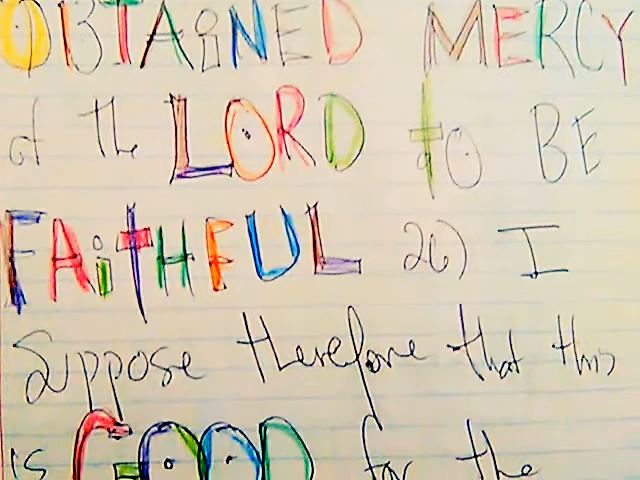 OBTAiNED MERCY
of the LORD to BE
FAitHFUL 26) I
Suppose therefore that this
is GOOD for the